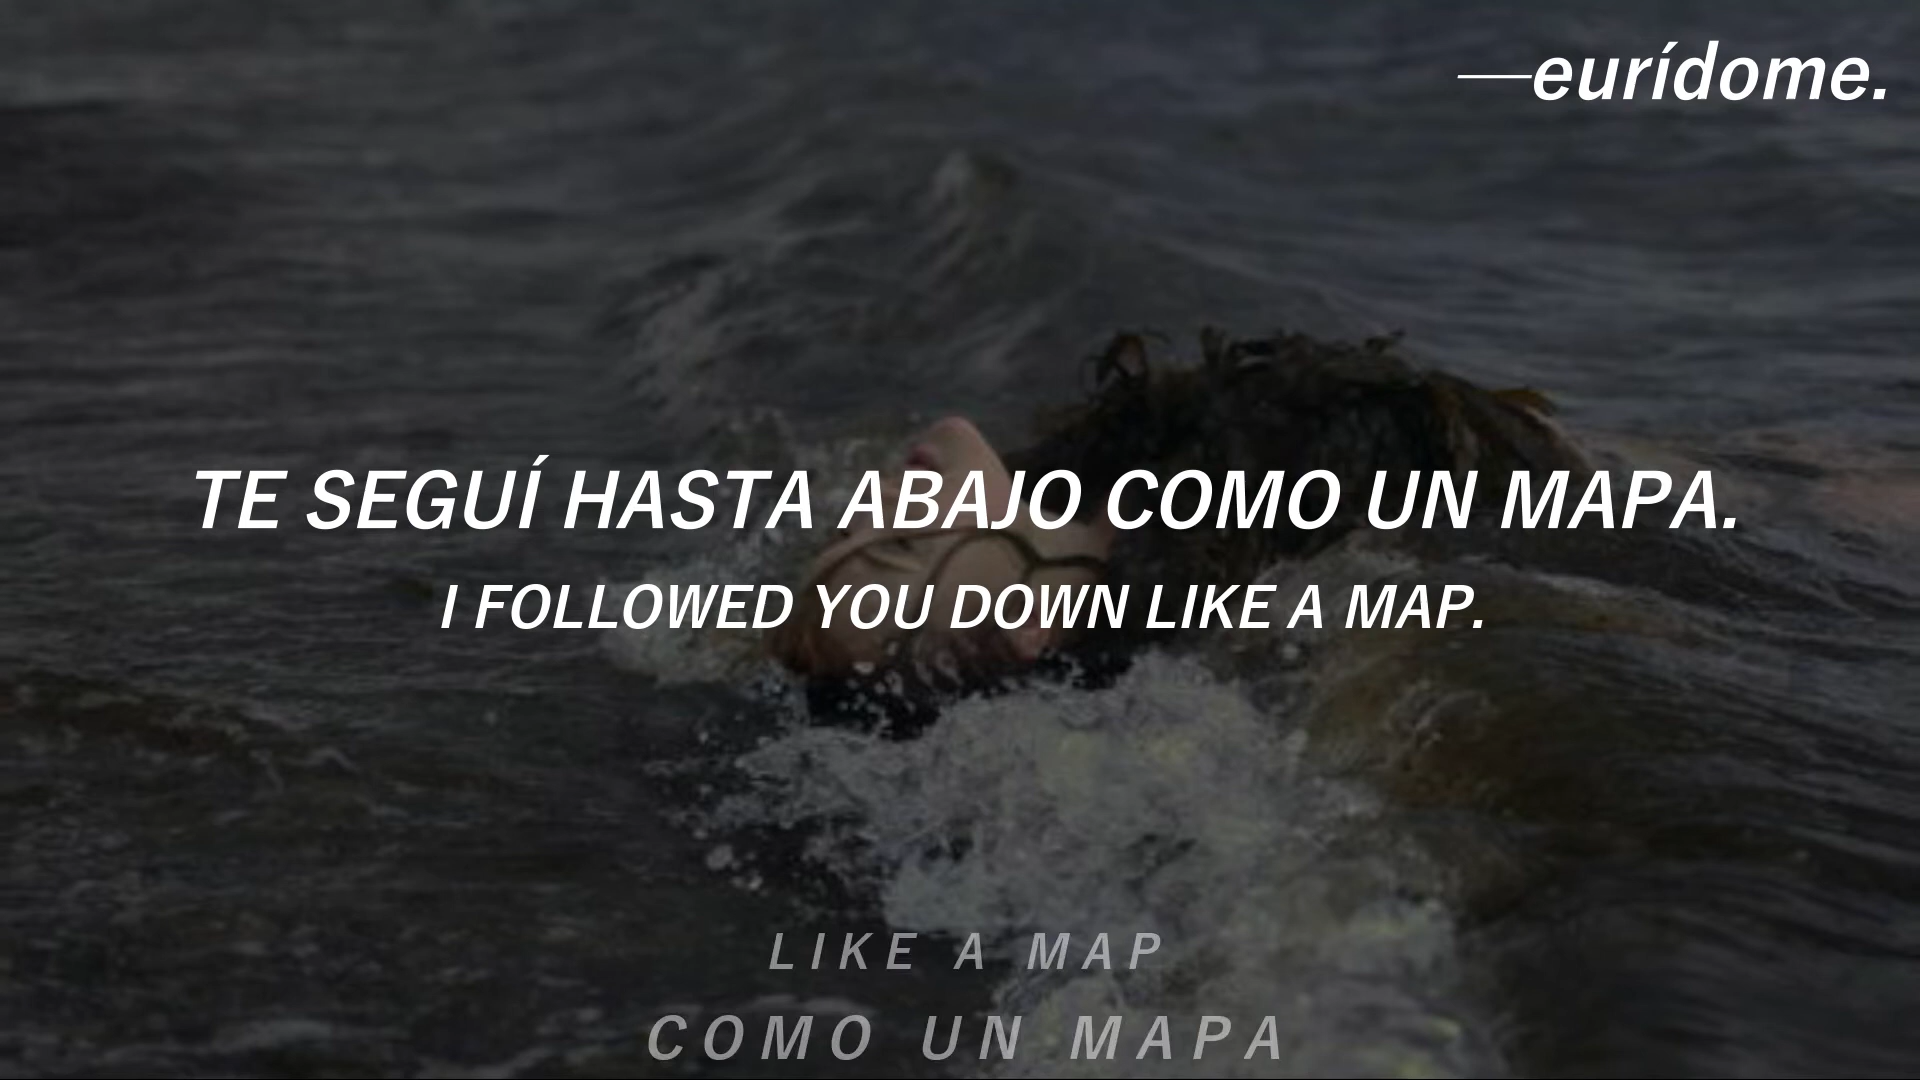 —eurídome.
TE SEGUÍ HASTA ABAJO COMO UN MAPA.
I FOLLOWED YOU DOWN LIKE A MAP.
LIKE A MAP
COMO UN MAPA